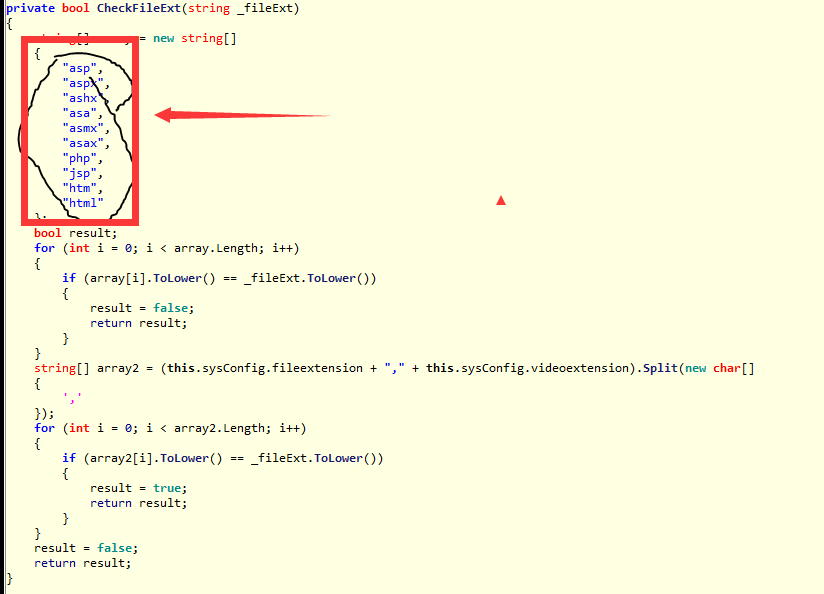 private bool CheckFileExt(string _fileExt)
{
= new string[]
{
"asp",
"aspx",
"ashx",
"asa",
"asmx",
"asax",
"php",
"jsp",
"htm",
"html"
};
bool result;
for (int i = 0; i < array.Length; i++)
{
if (array[i].ToLower() == _fileExt.ToLower())
{
result = false;
return result;
}
}
string[] array2 = (this.sysConfig.fileextension + "," + this.sysConfig.videoextension).Split(new char[]
{
','
});
for (int i = 0; i < array2.Length; i++)
{
if (array2[i].ToLower() == _fileExt.ToLower())
{
result = true;
return result;
}
}
result = false;
return result;
}